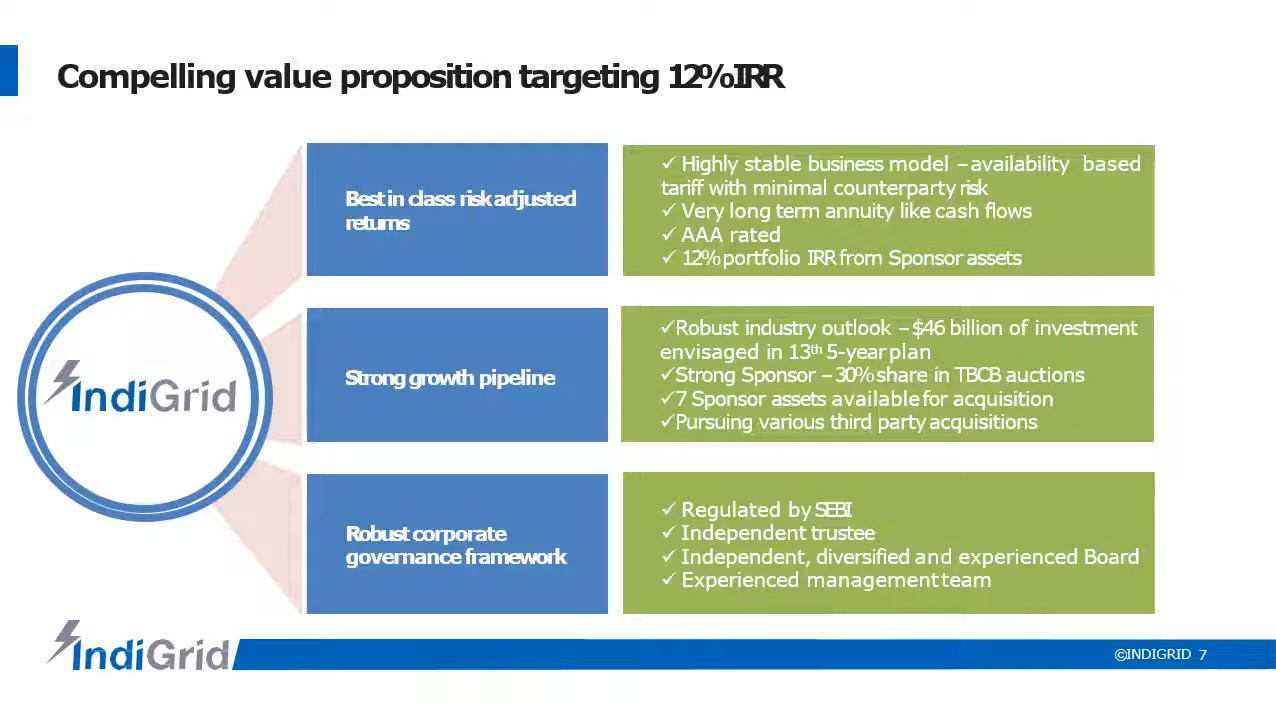 Compelling value proposition targeting 12% IRR
Best in class risk adjusted
returns
✓ Highly stable business model – availability based
tariff with minimal counterparty risk
✓ Very long term annuity like cash flows
✓ AAA rated
✓ 12% portfolio IRR from Sponsor assets
IndiGrid
Strong growth pipeline
✓Robust industry outlook – $46 billion of investment
envisaged in 13th 5-year plan
✓Strong Sponsor – 30% share in TBCB auctions
✓7 Sponsor assets available for acquisition
✓Pursuing various third party acquisitions
Robust corporate
governance framework
✓ Regulated by SEBI
✓ Independent trustee
✓ Independent, diversified and experienced Board
✓ Experienced management team
IndiGrid
©INDIGRID 7